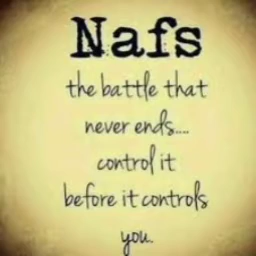 Nafs
the battle that
never ends....
control it
before it controls
you.